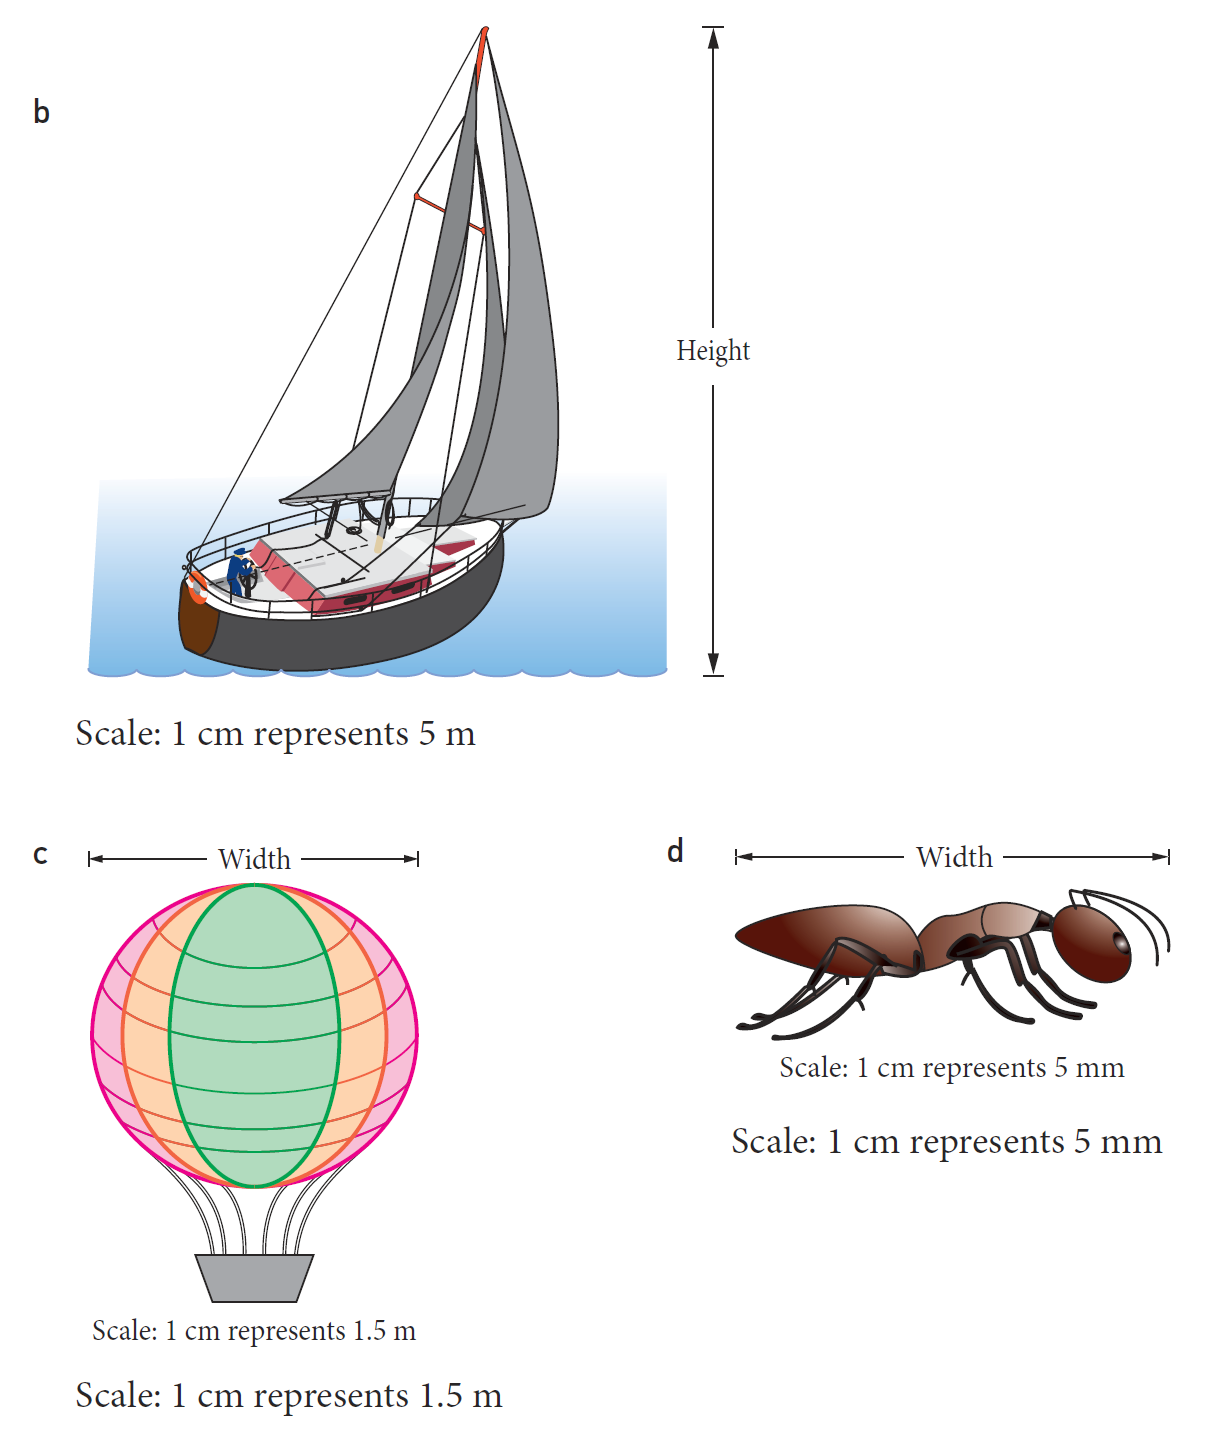 b
Height
Scale: 1 cm represents 5 m
c
Width
Scale: 1 cm represents 1.5 m
Scale: 1 cm represents 1.5 m
d
Width
Scale: 1 cm represents 5 mm
Scale: 1 cm represents 5 mm